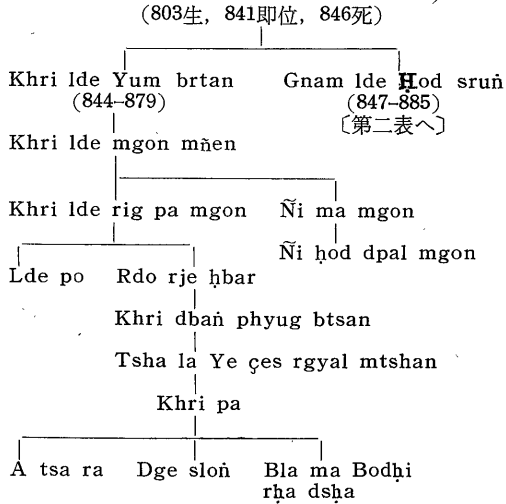 (803生，841即位，846死)
Khri lde Yum brtan Gnam lde Ḥod sruṅ
(844–879) (847–885)
〔第二表へ〕
Khri lde mgon mñen
Khri lde rig pa mgon Ñi ma mgon
Ñi ḥod dpal mgon
Lde po Rdo rje ḥbar
Khri dbaṅ phyug btsan
Tsha la Ye çes rgyal mtshan
Khri pa
A tsa ra Dge sloṅ Bla ma Bodḥi
rḥa dsha